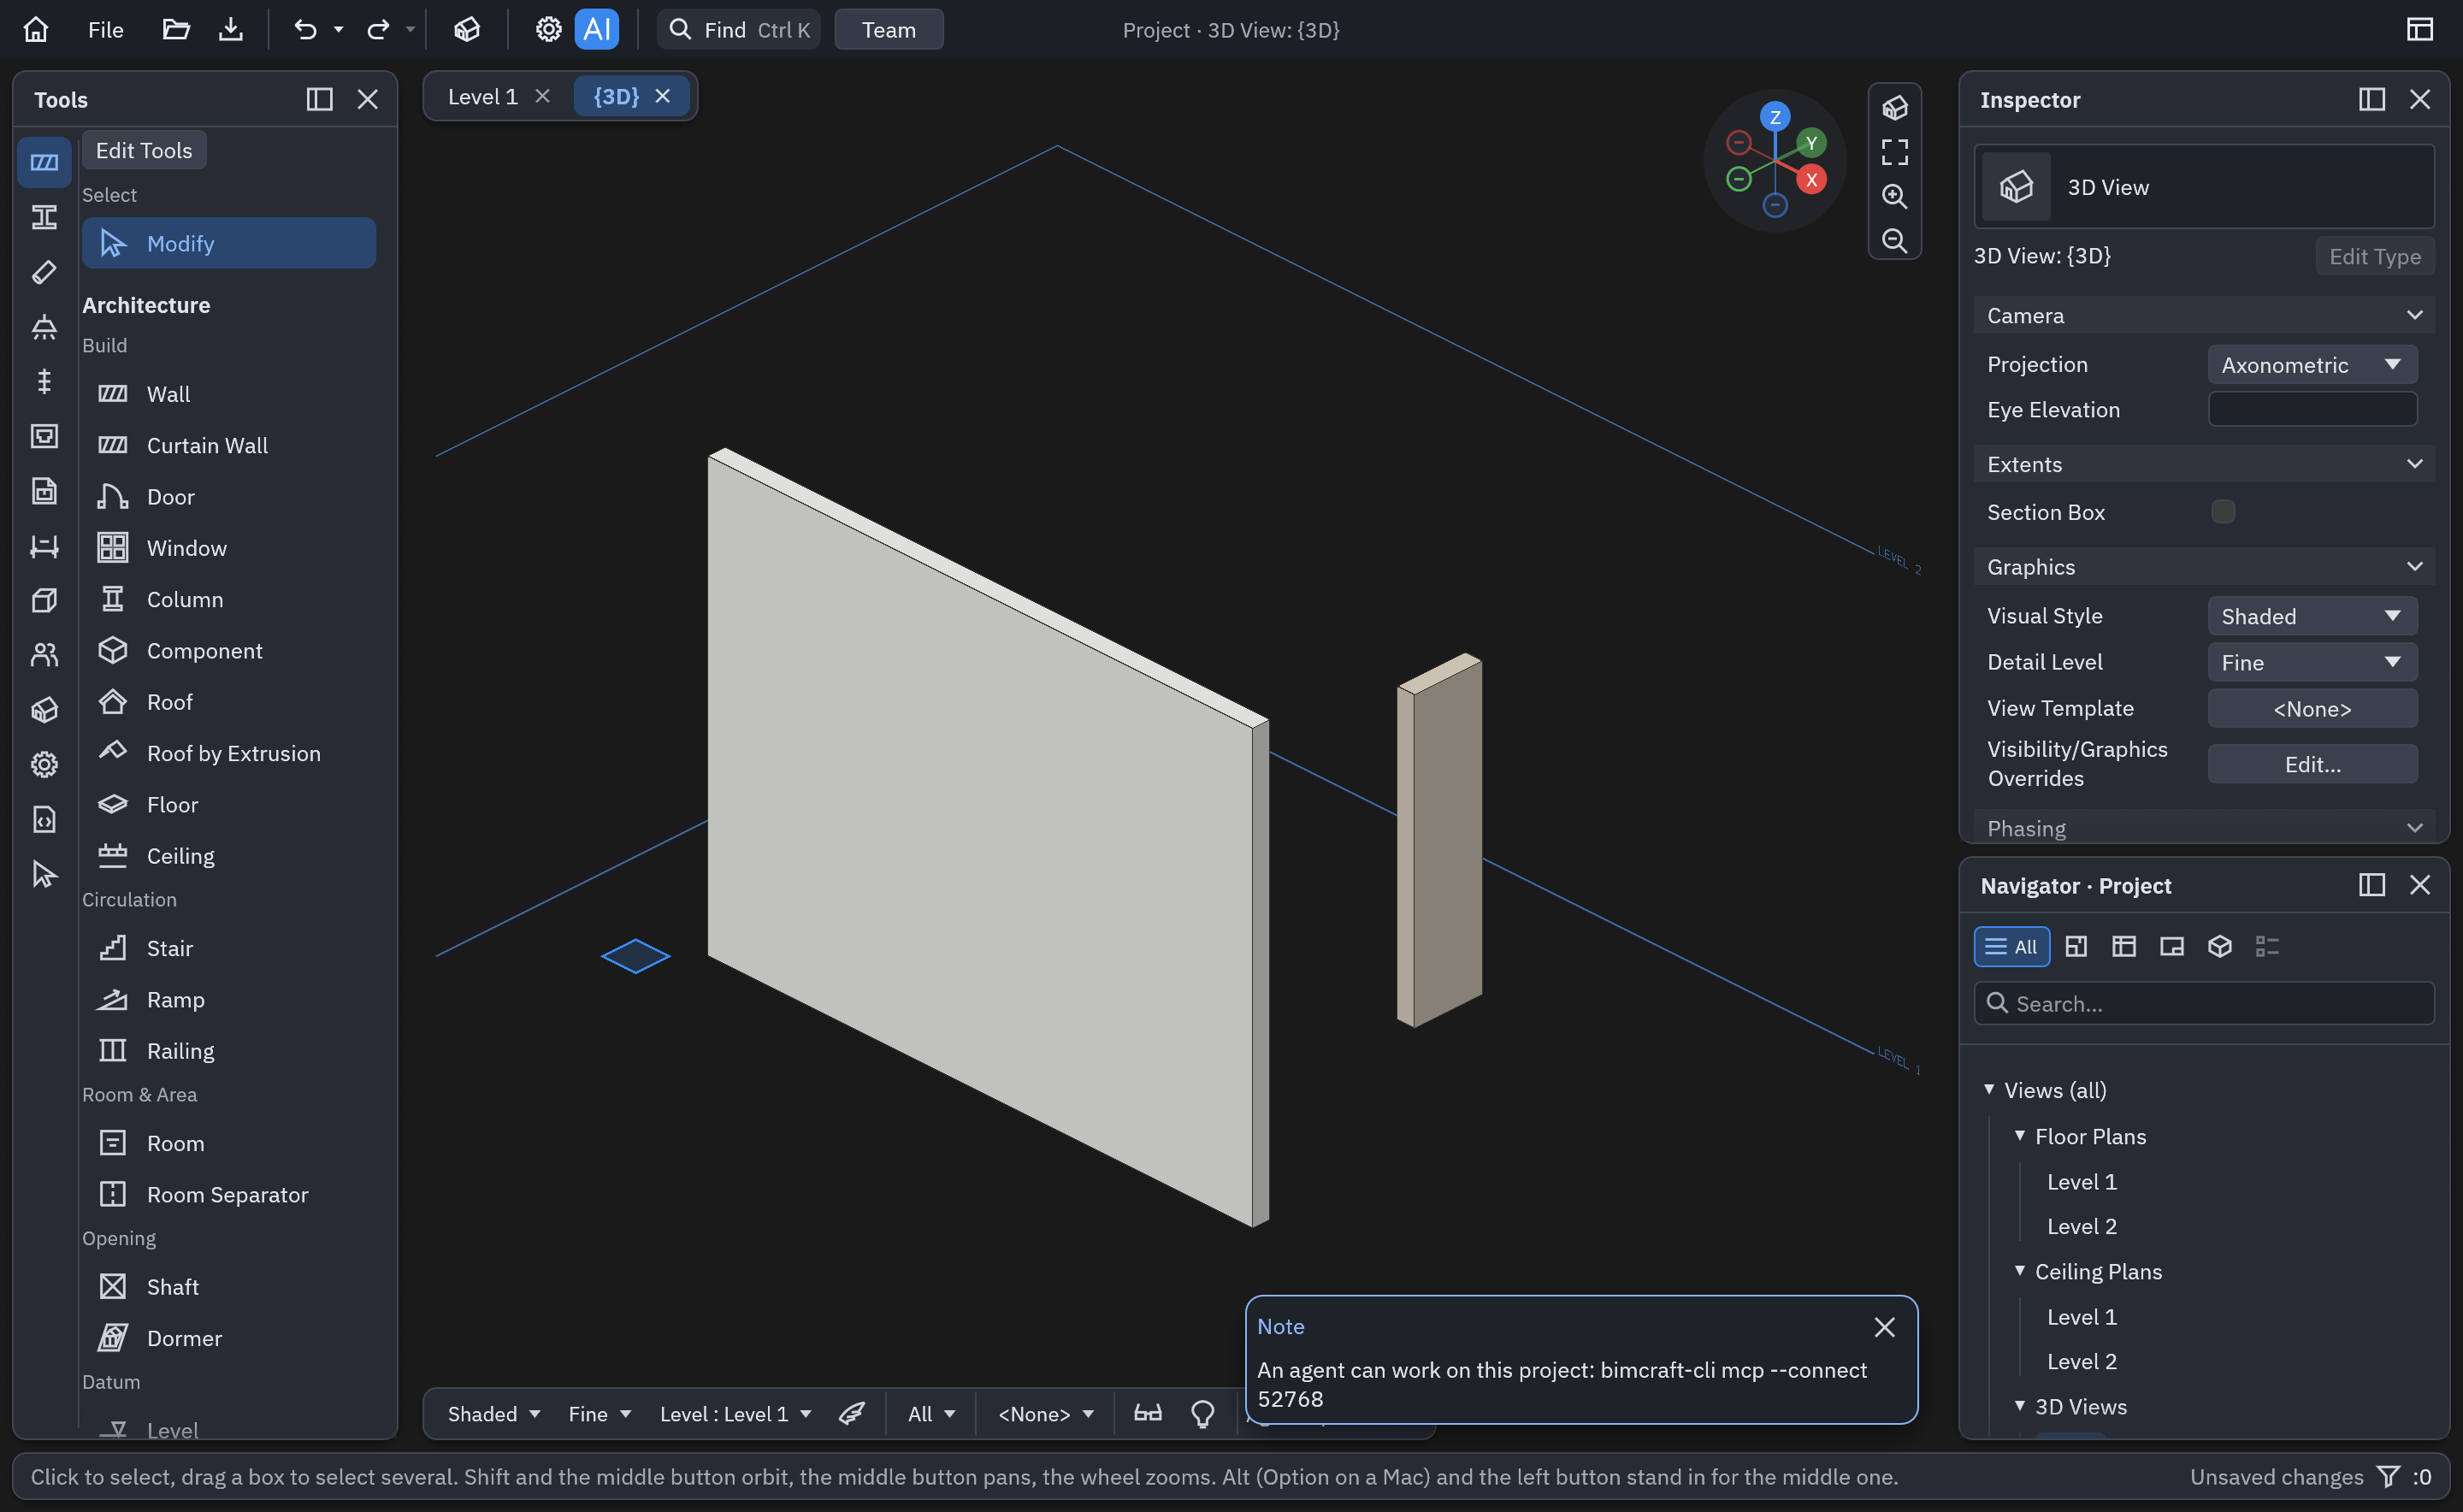 File
AI
Find Ctrl K
Team
Project · 3D View: {3D}
Tools
Edit Tools
Select
Modify
Architecture
Build
Wall
Curtain Wall
Door
Window
Column
Component
Roof
Roof by Extrusion
Floor
Ceiling
Circulation
Stair
Ramp
Railing
Room & Area
Room
Room Separator
Opening
Shaft
Dormer
Datum
Level
Level 1
{3D}
Z
Y
X
LEVEL 2
LEVEL 1
Note
An agent can work on this project: bimcraft-cli mcp --connect
52768
Shaded
Fine
Level : Level 1
All
<None>
Inspector
3D View
3D View: {3D}
Edit Type
Camera
Projection
Axonometric
Eye Elevation
Extents
Section Box
Graphics
Visual Style
Shaded
Detail Level
Fine
View Template
<None>
Visibility/Graphics
Overrides
Edit...
Phasing
Navigator · Project
All
Search...
Views (all)
Floor Plans
Level 1
Level 2
Ceiling Plans
Level 1
Level 2
3D Views
Click to select, drag a box to select several. Shift and the middle button orbit, the middle button pans, the wheel zooms. Alt (Option on a Mac) and the left button stand in for the middle one.
Unsaved changes
:0